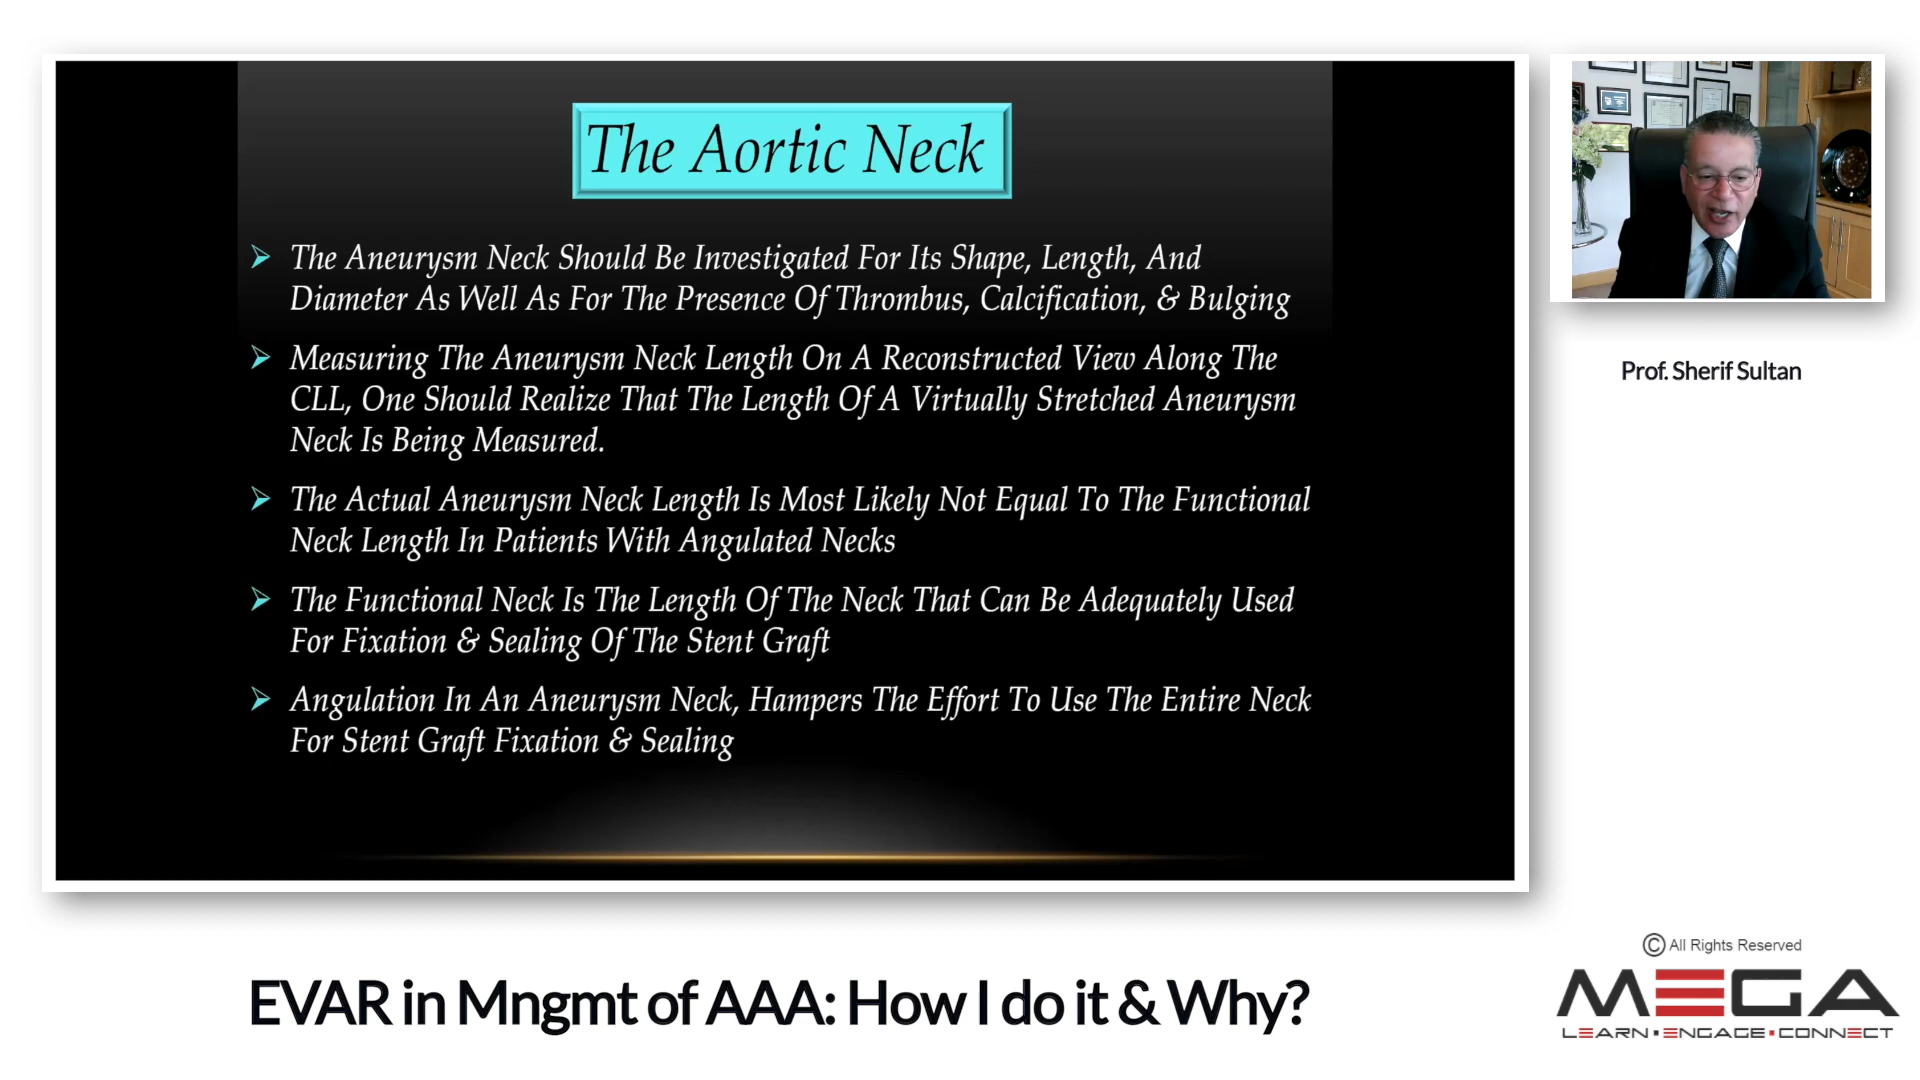 The Aortic Neck
The Aneurysm Neck Should Be Investigated For Its Shape, Length, And
Diameter As Well As For The Presence Of Thrombus, Calcification, & Bulging
Measuring The Aneurysm Neck Length On A Reconstructed View Along The
CLL, One Should Realize That The Length Of A Virtually Stretched Aneurysm
Neck Is Being Measured.
The Actual Aneurysm Neck Length Is Most Likely Not Equal To The Functional
Neck Length In Patients With Angulated Necks
The Functional Neck Is The Length Of The Neck That Can Be Adequately Used
For Fixation & Sealing Of The Stent Graft
Angulation In An Aneurysm Neck, Hampers The Effort To Use The Entire Neck
For Stent Graft Fixation & Sealing
Prof. Sherif Sultan
EVAR in Mngmt of AAA: How I do it & Why?
© All Rights Reserved
MEGA
LEARN · ENGAGE · CONNECT